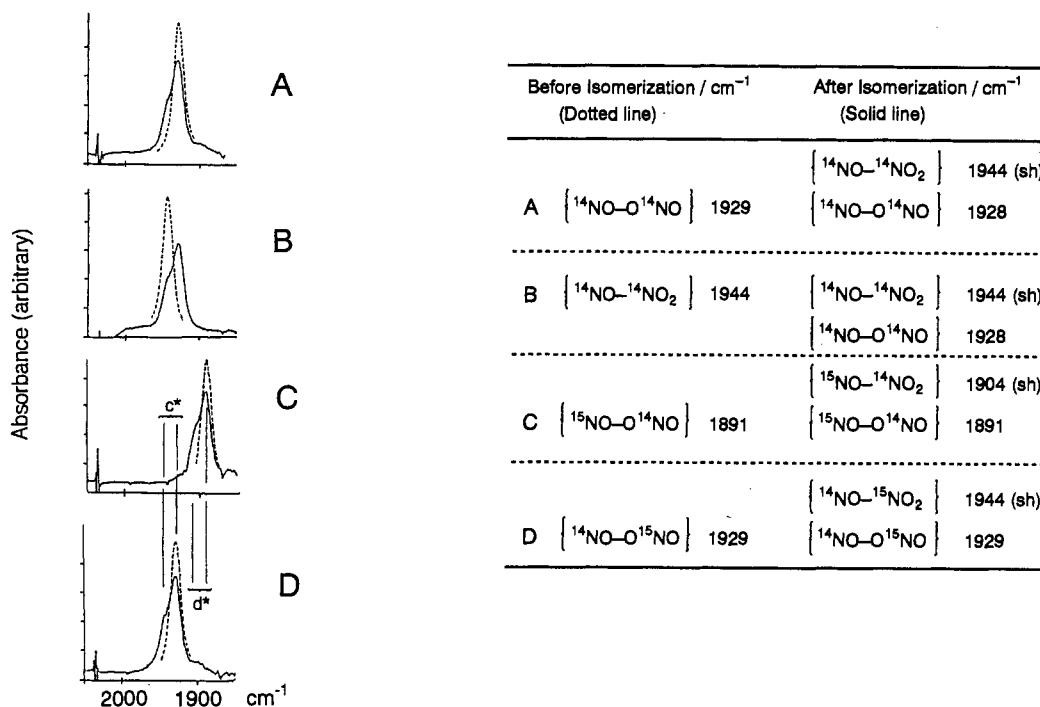 Absorbance (arbitrary)
A
B
C
c*
D
d*
2000 1900 cm⁻¹
Before Isomerization / cm⁻¹ After Isomerization / cm⁻¹
(Dotted line) (Solid line)
{¹⁴NO–¹⁴NO₂} 1944 (sh)
A {¹⁴NO–O¹⁴NO} 1929 {¹⁴NO–O¹⁴NO} 1928
B {¹⁴NO–¹⁴NO₂} 1944 {¹⁴NO–¹⁴NO₂} 1944 (sh)
{¹⁴NO–O¹⁴NO} 1928
{¹⁵NO–¹⁴NO₂} 1904 (sh)
C {¹⁵NO–O¹⁴NO} 1891 {¹⁵NO–O¹⁴NO} 1891
{¹⁴NO–¹⁵NO₂} 1944 (sh)
D {¹⁴NO–O¹⁵NO} 1929 {¹⁴NO–O¹⁵NO} 1929